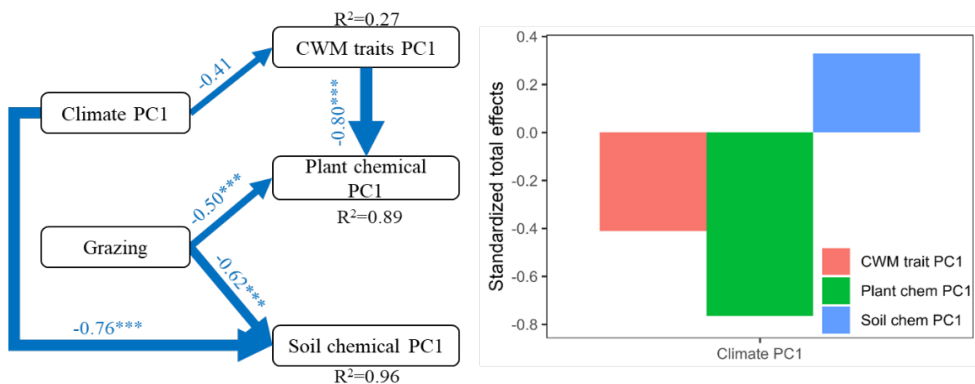 R²=0.27
CWM traits PC1
-0.41
Climate PC1
-0.80***
Plant chemical
PC1
R²=0.89
-0.50***
Grazing
-0.62***
-0.76***
Soil chemical PC1
R²=0.96
Standardized total effects
0.4
0.2
0.0
-0.2
-0.4
-0.6
-0.8
CWM trait PC1
Plant chem PC1
Soil chem PC1
Climate PC1